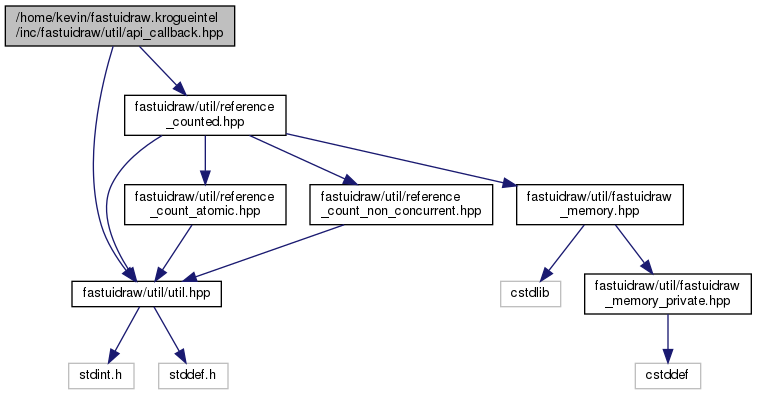 /home/kevin/fastuidraw.krogueintel
/inc/fastuidraw/util/api_callback.hpp
fastuidraw/util/reference
_counted.hpp
fastuidraw/util/reference
_count_atomic.hpp
fastuidraw/util/reference
_count_non_concurrent.hpp
fastuidraw/util/fastuidraw
_memory.hpp
fastuidraw/util/util.hpp
cstdlib
fastuidraw/util/fastuidraw
_memory_private.hpp
stdint.h
stddef.h
cstddef